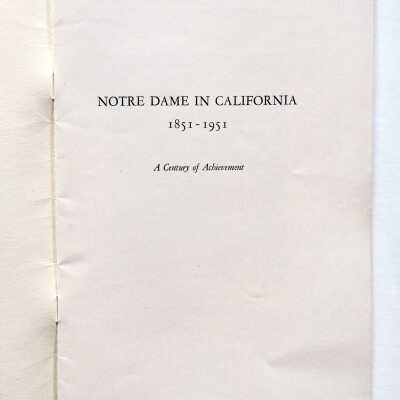 NOTRE DAME IN CALIFORNIA
1851-1951
A Century of Achievement